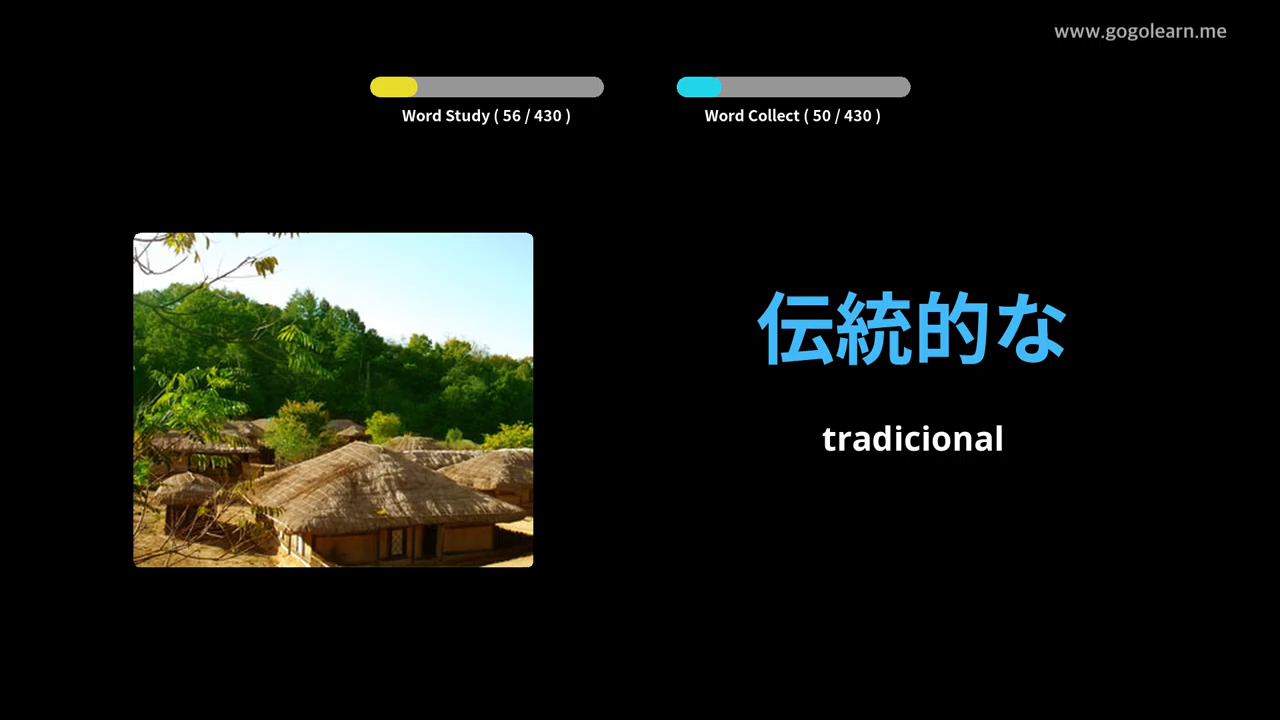 www.gogolearn.me
Word Study ( 56 / 430 )
Word Collect ( 50 / 430 )
伝統的な
tradicional